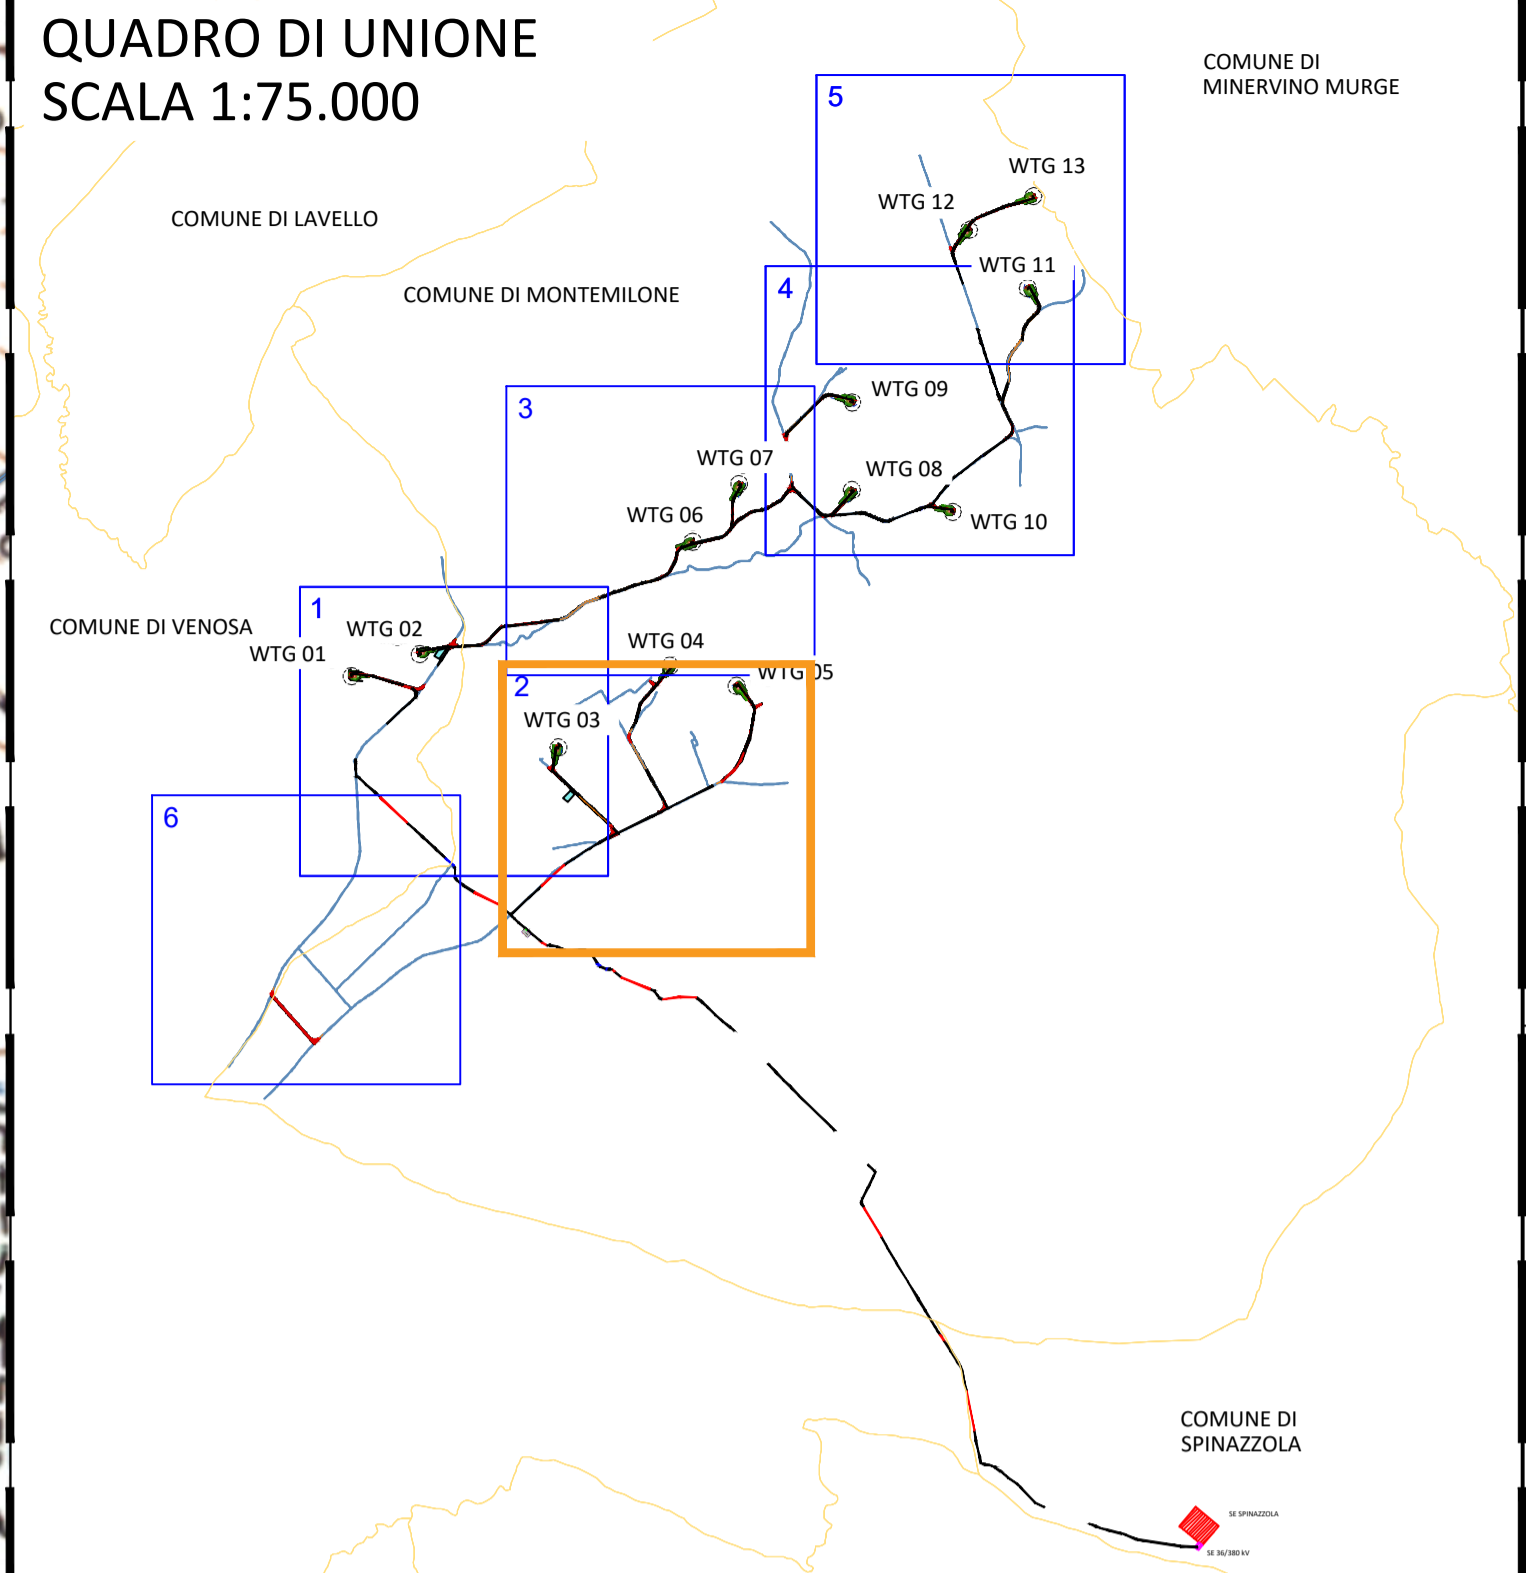 QUADRO DI UNIONE
SCALA 1:75.000
COMUNE DI
MINERVINO MURGE
5
WTG 13
WTG 12
COMUNE DI LAVELLO
WTG 11
4
COMUNE DI MONTEMILONE
WTG 09
3
WTG 07
WTG 08
WTG 06
WTG 10
1
COMUNE DI VENOSA
WTG 02
WTG 04
WTG 01
WTG 05
2
WTG 03
6
COMUNE DI
SPINAZZOLA
SE SPINAZZOLA
SE 36/380 kV